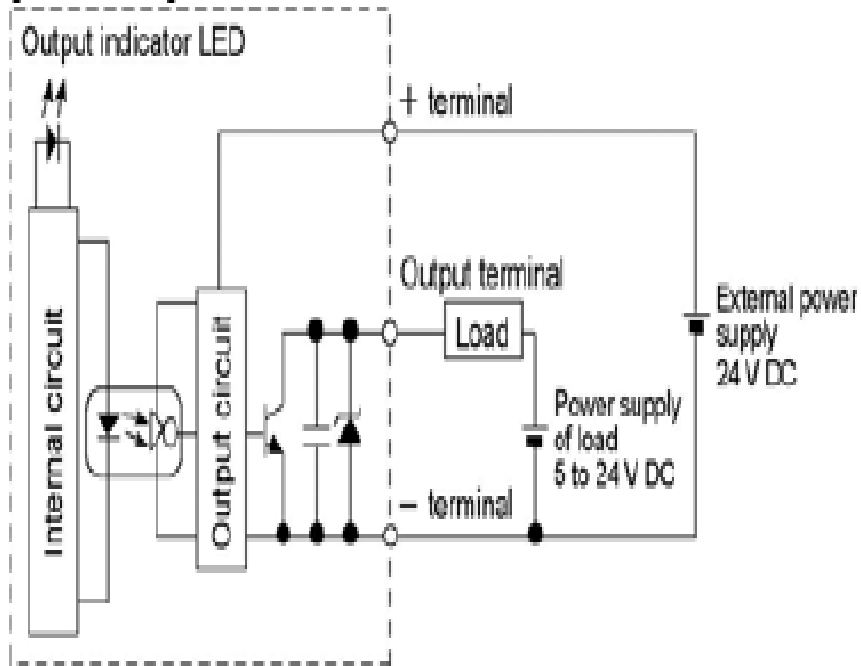 Output indicator LED
+ terminal
Output terminal
Load
External power
supply
24 V DC
Internal circuit
Output circuit
Power supply
of load
5 to 24 V DC
− terminal